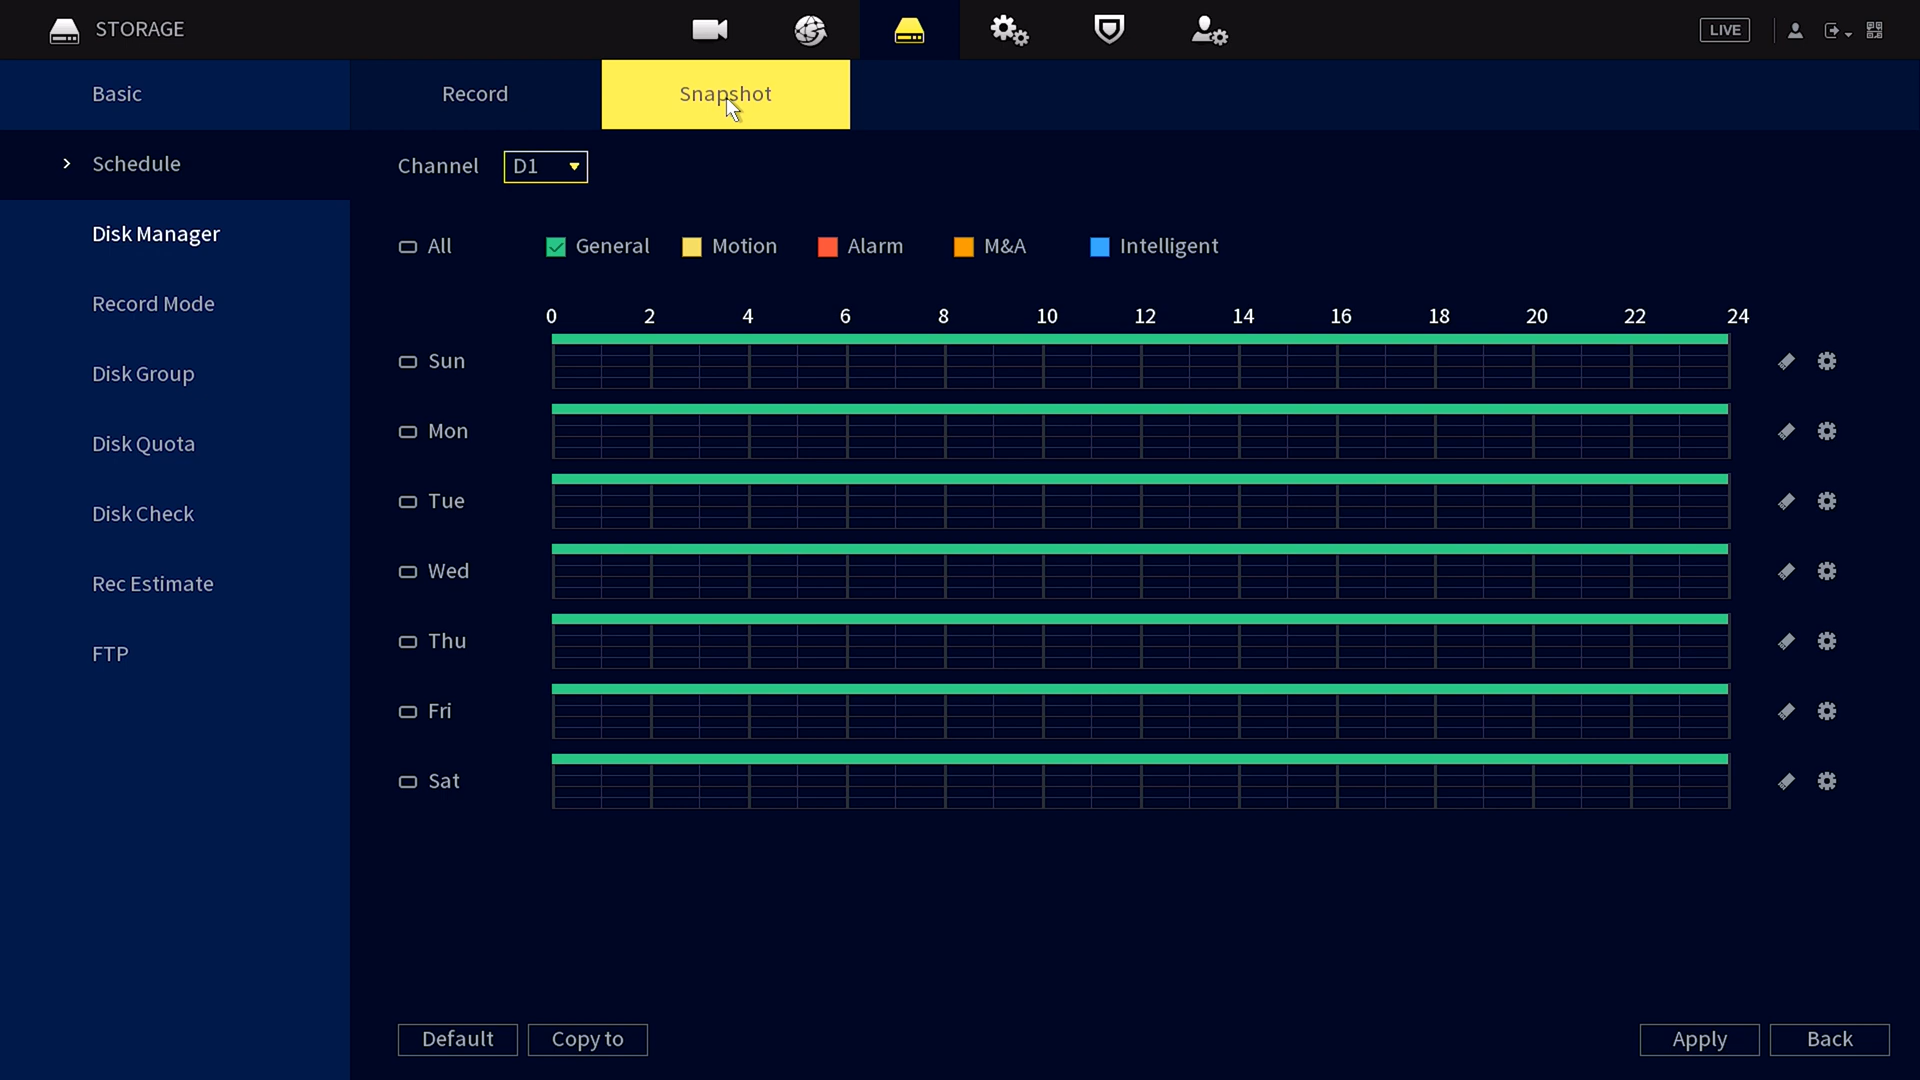 STORAGE
LIVE
Basic
Record
Snapshot
Schedule
Channel D1
Disk Manager
All General Motion Alarm M&A Intelligent
Record Mode
0 2 4 6 8 10 12 14 16 18 20 22 24
Sun
Disk Group
Mon
Disk Quota
Tue
Disk Check
Wed
Rec Estimate
Thu
FTP
Fri
Sat
Default
Copy to
Apply
Back